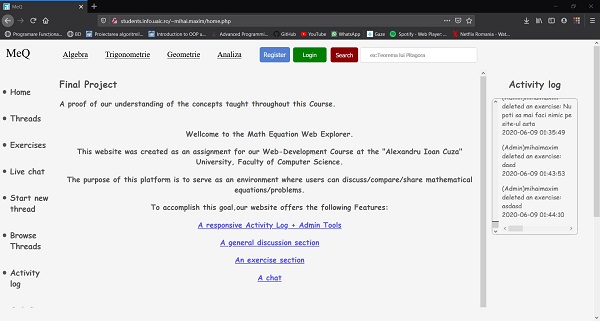 MeQ
students.info.uaic.ro/~mihai.maxim/home.php
Programare Functiona...
BD
Proiectarea algoritmil...
Introduction to OOP a...
Advanced Programmi...
GitHub
YouTube
WhatsApp
Gaze
Spotify - Web Player: ...
Netflix Romania - Wat...
MeQ
Algebra Trigonometrie Geometrie Analiza
Register Login Search ex:Teorema lui Pitagora
Home
Threads
Exercises
Live chat
Start new
thread
Browse
Threads
Activity
log
Final Project
A proof of our understanding of the concepts taught throughout this Course.
Wellcome to the Math Equation Web Explorer.
This website was created as an assignment for our Web-Development Course at the "Alexandru Ioan Cuza"
University, Faculty of Computer Science.
The purpose of this platform is to serve as an environment where users can discuss/compare/share mathematical
equations/problems.
To accomplish this goal,our website offers the following Features:
A responsive Activity Log + Admin Tools
A general discussion section
An exercise section
A chat
Activity log
(Admin)mihaimaxim
deleted an exercise: Nu
poti sa mai faci nimic pe
site-ul asta
2020-06-09 01:35:49
(Admin)mihaimaxim
deleted an exercise:
dasd
2020-06-09 01:43:53
(Admin)mihaimaxim
deleted an exercise:
asdasd
2020-06-09 01:44:10